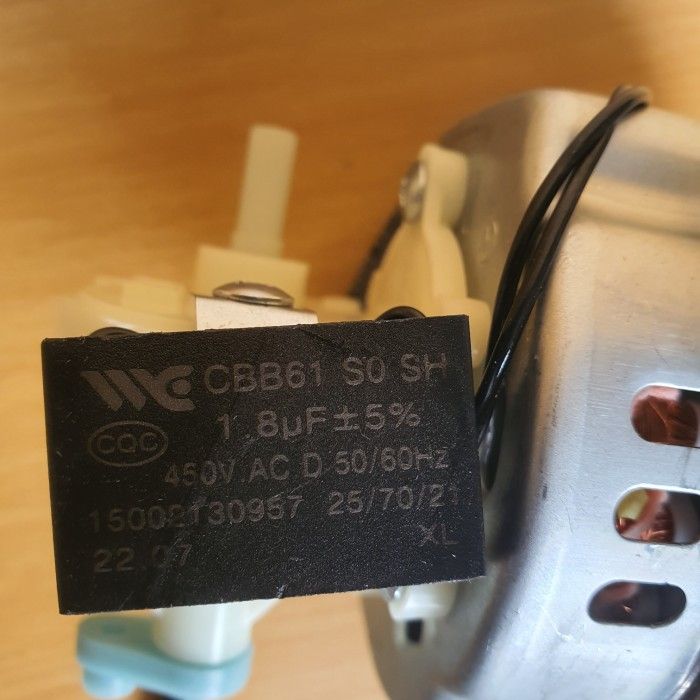 CBB61 S0 SH
1.8µF±5%
CQC
450V.AC D 50/60Hz
15002130957 25/70/21
XL
22.07